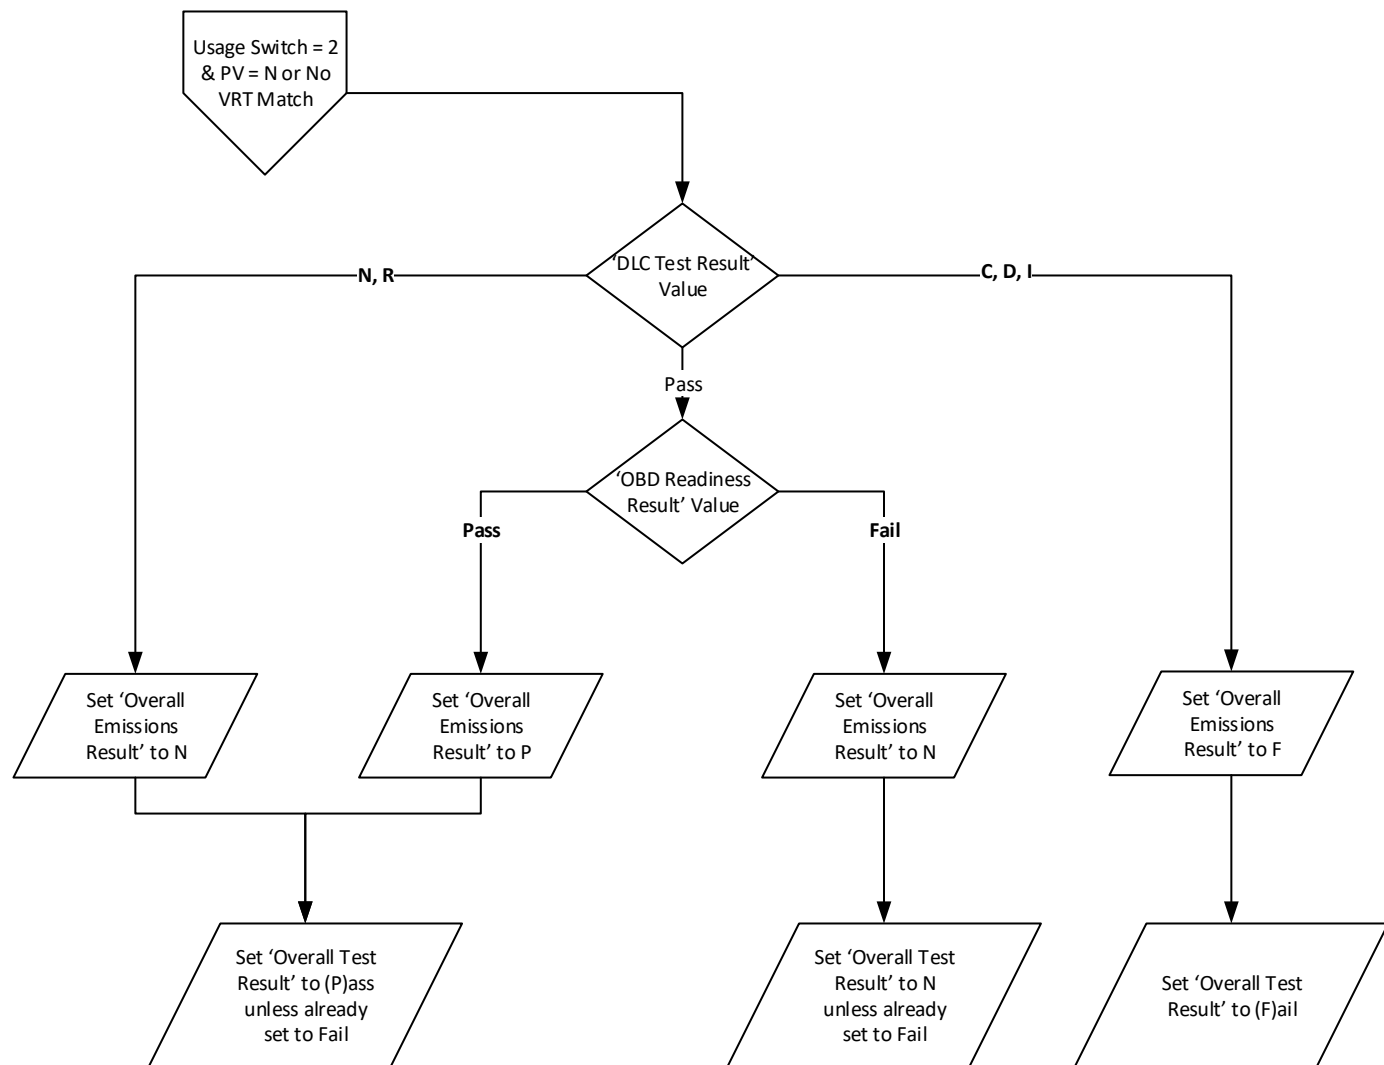 Usage Switch = 2
& PV = N or No
VRT Match
‘DLC Test Result’
Value
N, R
C, D, I
Pass
‘OBD Readiness
Result’ Value
Pass
Fail
Set ‘Overall
Emissions
Result’ to N
Set ‘Overall
Emissions
Result’ to P
Set ‘Overall
Emissions
Result’ to N
Set ‘Overall
Emissions
Result’ to F
Set ‘Overall Test
Result’ to (P)ass
unless already
set to Fail
Set ‘Overall Test
Result’ to N
unless already
set to Fail
Set ‘Overall Test
Result’ to (F)ail